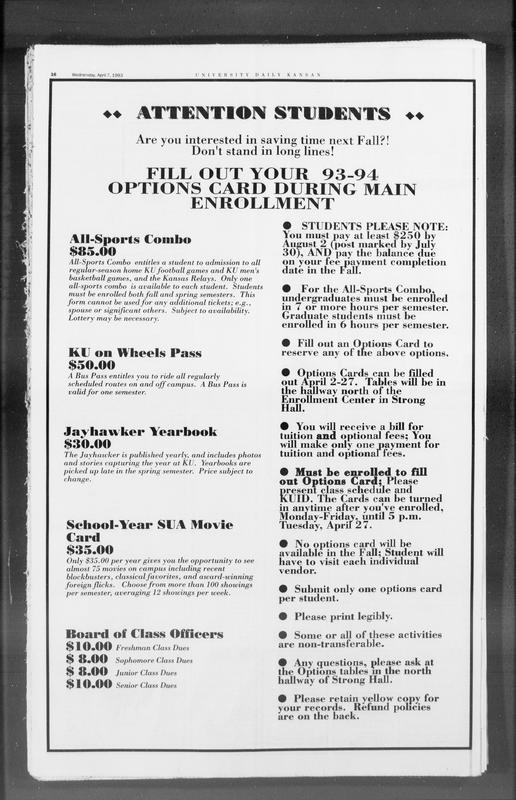 16 Wednesday, April 7, 1993 UNIVERSITY DAILY KANSAN
ATTENTION STUDENTS
Are you interested in saving time next Fall?!
Don't stand in long lines!
FILL OUT YOUR 93-94
OPTIONS CARD DURING MAIN
ENROLLMENT
All-Sports Combo
$85.00
All-Sports Combo entitles a student to admission to all
regular-season home KU football games and KU men's
basketball games, and the Kansas Relays. Only one
all-sports combo is available to each student. Students
must be enrolled both fall and spring semesters. This
form cannot be used for any additional tickets; e.g.,
spouse or significant others. Subject to availability.
Lottery may be necessary.
KU on Wheels Pass
$50.00
A Bus Pass entitles you to ride all regularly
scheduled routes on and off campus. A Bus Pass is
valid for one semester.
Jayhawker Yearbook
$30.00
The Jayhawker is published yearly, and includes photos
and stories capturing the year at KU. Yearbooks are
picked up late in the spring semester. Price subject to
change.
School-Year SUA Movie
Card
$35.00
Only $35.00 per year gives you the opportunity to see
almost 75 movies on campus including recent
blockbusters, classical favorites, and award-winning
foreign flicks. Choose from more than 100 showings
per semester, averaging 12 showings per week.
Board of Class Officers
$10.00 Freshman Class Dues
$ 8.00 Sophomore Class Dues
$ 8.00 Junior Class Dues
$10.00 Senior Class Dues
● STUDENTS PLEASE NOTE:
You must pay at least $250 by
August 2 (post marked by July
30), AND pay the balance due
on your fee payment completion
date in the Fall.
● For the All-Sports Combo,
undergraduates must be enrolled
in 7 or more hours per semester.
Graduate students must be
enrolled in 6 hours per semester.
● Fill out an Options Card to
reserve any of the above options.
● Options Cards can be filled
out April 2-27. Tables will be in
the hallway north of the
Enrollment Center in Strong
Hall.
● You will receive a bill for
tuition and optional fees; You
will make only one payment for
tuition and optional fees.
● Must be enrolled to fill
out Options Card; Please
present class schedule and
KUID. The Cards can be turned
in anytime after you've enrolled,
Monday-Friday, until 5 p.m.
Tuesday, April 27.
● No options card will be
available in the Fall; Student will
have to visit each individual
vendor.
● Submit only one options card
per student.
● Please print legibly.
● Some or all of these activities
are non-transferable.
● Any questions, please ask at
the Options tables in the north
hallway of Strong Hall.
● Please retain yellow copy for
your records. Refund policies
are on the back.